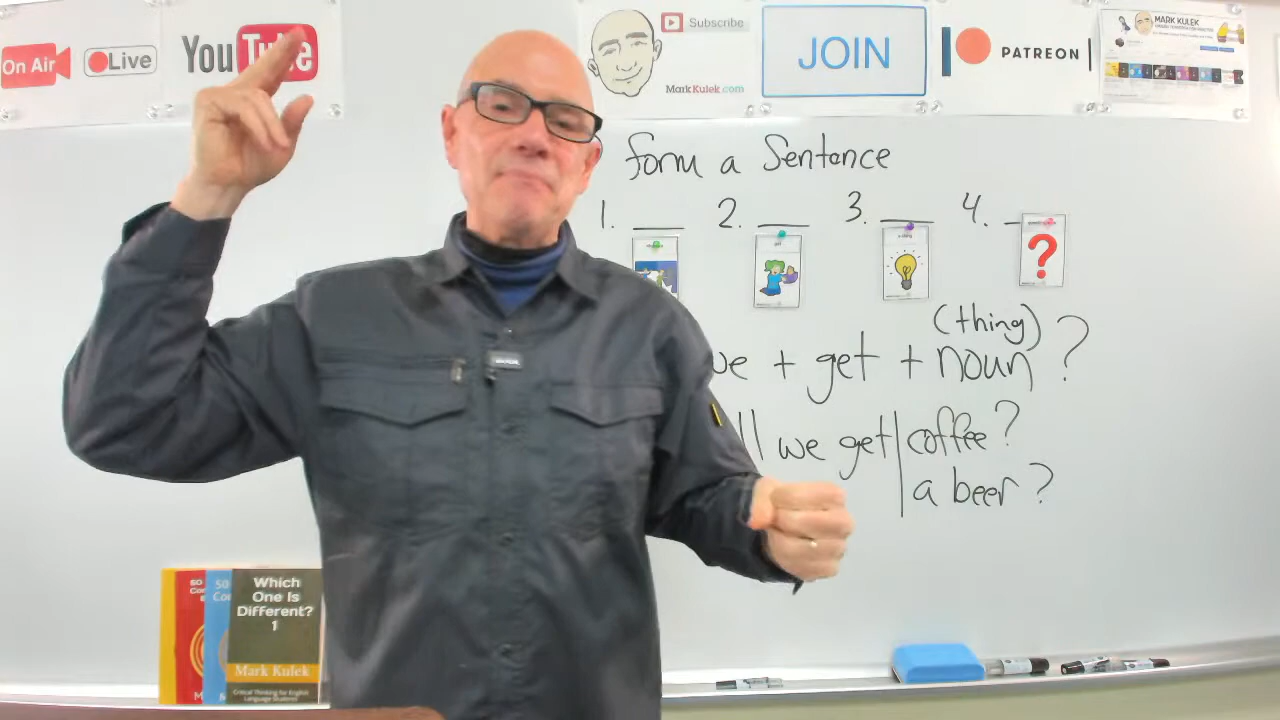 On Air
Live
YouTube
Subscribe
MarkKulek.com
JOIN
PATREON
MARK KULEK
form a Sentence
1. 2. 3. 4.
get
(thing)
we + get + noun ?
ll we get coffee?
a beer?
50
50
Which
One Is
Different?
1
Mark Kulek
Critical Thinking for English
Language Students